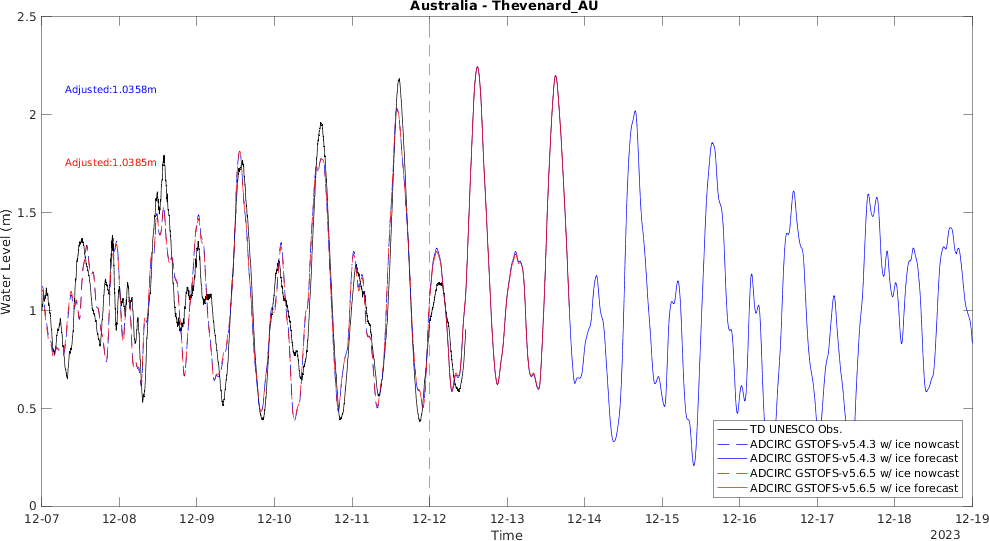 Australia - Thevenard_AU
2.5
2
1.5
1
0.5
0
Water Level (m)
Adjusted:1.0358m
Adjusted:1.0385m
TD UNESCO Obs.
ADCIRC GSTOFS-v5.4.3 w/ ice nowcast
ADCIRC GSTOFS-v5.4.3 w/ ice forecast
ADCIRC GSTOFS-v5.6.5 w/ ice nowcast
ADCIRC GSTOFS-v5.6.5 w/ ice forecast
12-07 12-08 12-09 12-10 12-11 12-12 12-13 12-14 12-15 12-16 12-17 12-18 12-19
Time
2023